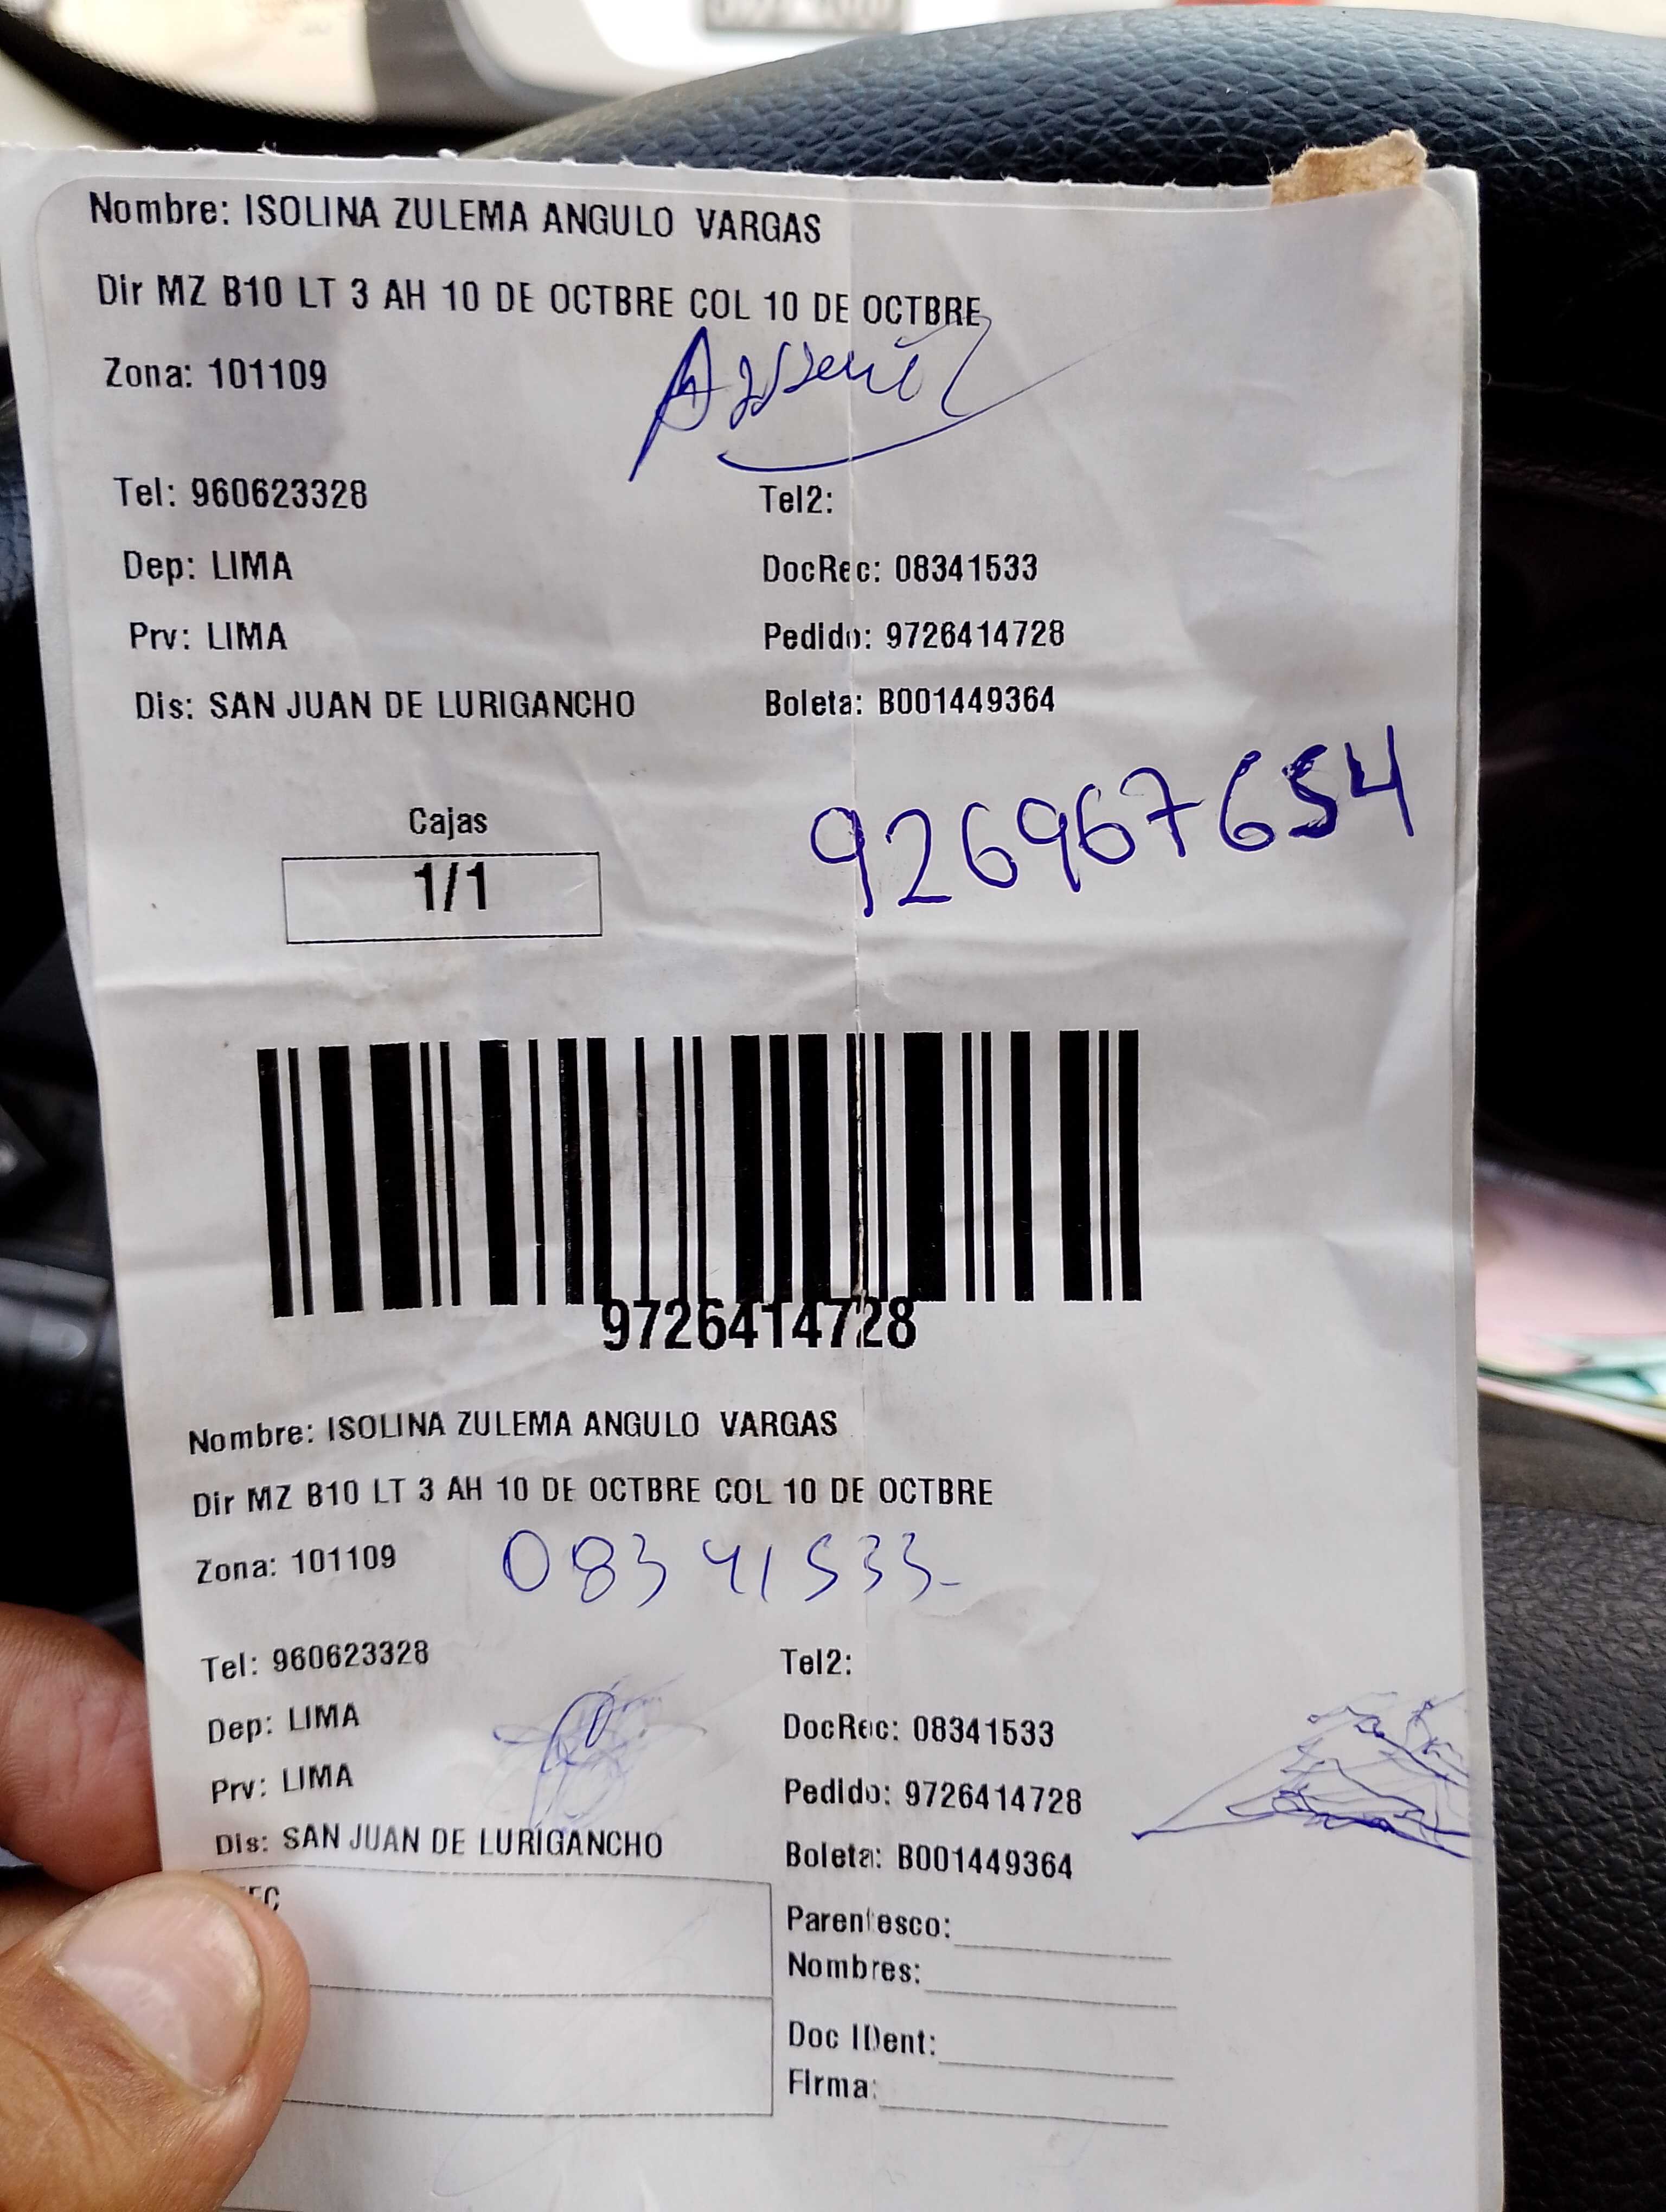 Nombre: ISOLINA ZULEMA ANGULO VARGAS
Dir MZ B10 LT 3 AH 10 DE OCTBRE COL 10 DE OCTBRE
Zona: 101109
Tel: 960623328 Tel2:
Dep: LIMA DocRec: 08341533
Prv: LIMA Pedido: 9726414728
Dis: SAN JUAN DE LURIGANCHO Boleta: B001449364
926967654
Cajas
1/1
9726414728
Nombre: ISOLINA ZULEMA ANGULO VARGAS
Dir MZ B10 LT 3 AH 10 DE OCTBRE COL 10 DE OCTBRE
Zona: 101109 08341533
Tel: 960623328 Tel2:
Dep: LIMA DocRec: 08341533
Prv: LIMA Pedido: 9726414728
Dis: SAN JUAN DE LURIGANCHO Boleta: B001449364
Parentesco:
Nombres:
Doc IDent:
Firma: